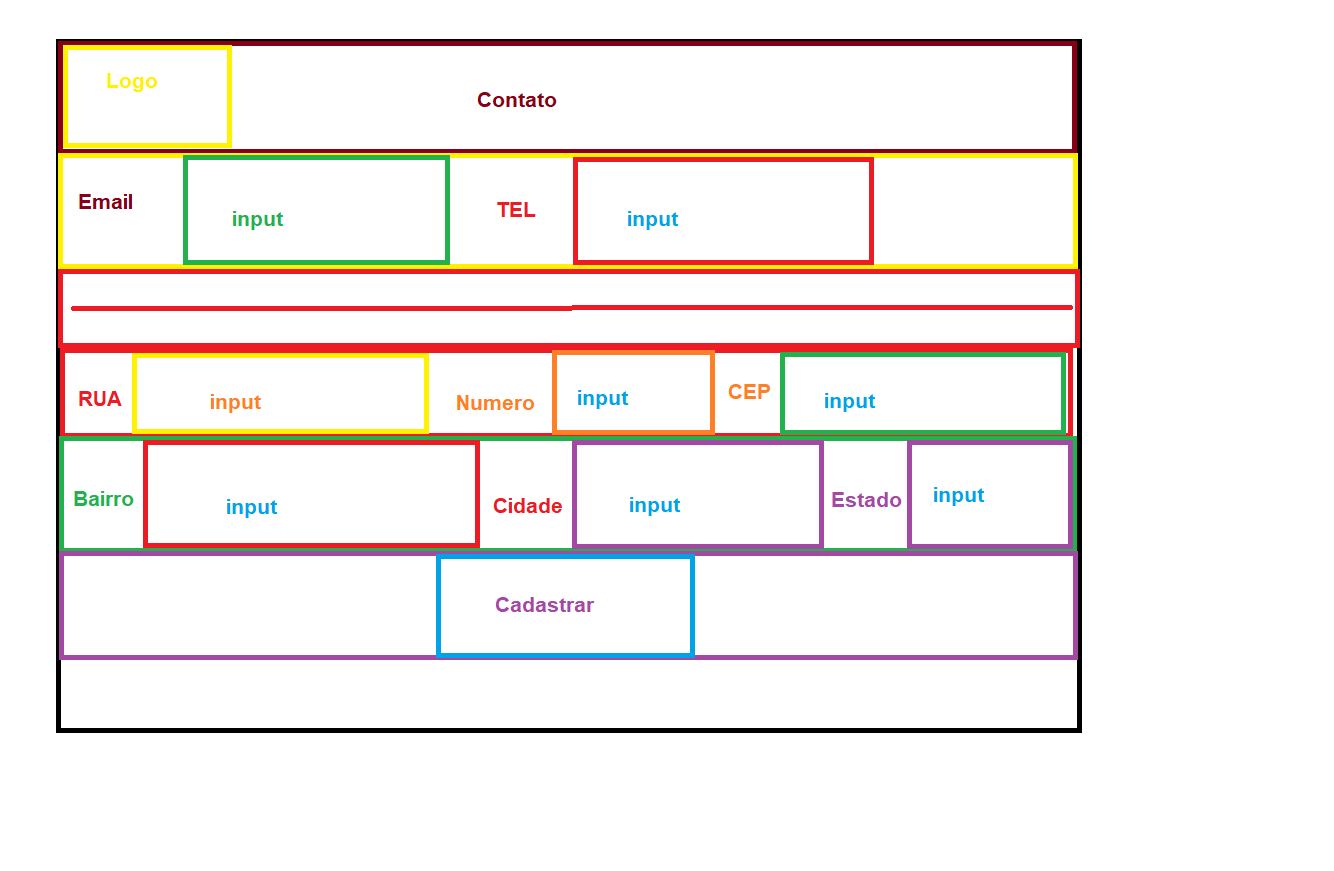 Logo
Contato
Email
input
TEL
input
RUA
input
Numero
input
CEP
input
Bairro
input
Cidade
input
Estado
input
Cadastrar